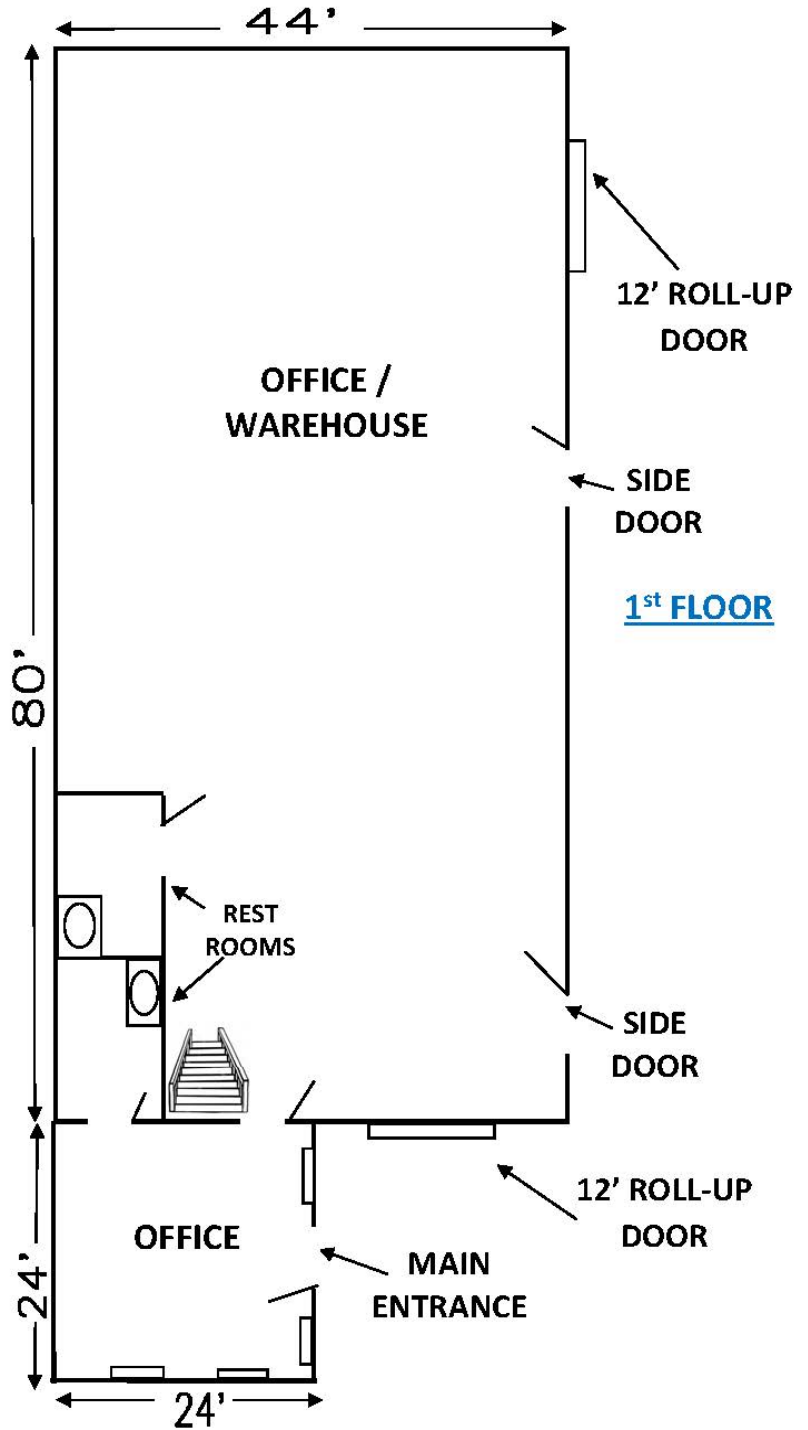 44’
12’ ROLL-UP
DOOR
OFFICE /
WAREHOUSE
SIDE
DOOR
1st FLOOR
80’
REST
ROOMS
SIDE
DOOR
12’ ROLL-UP
DOOR
OFFICE
MAIN
ENTRANCE
24’
24’